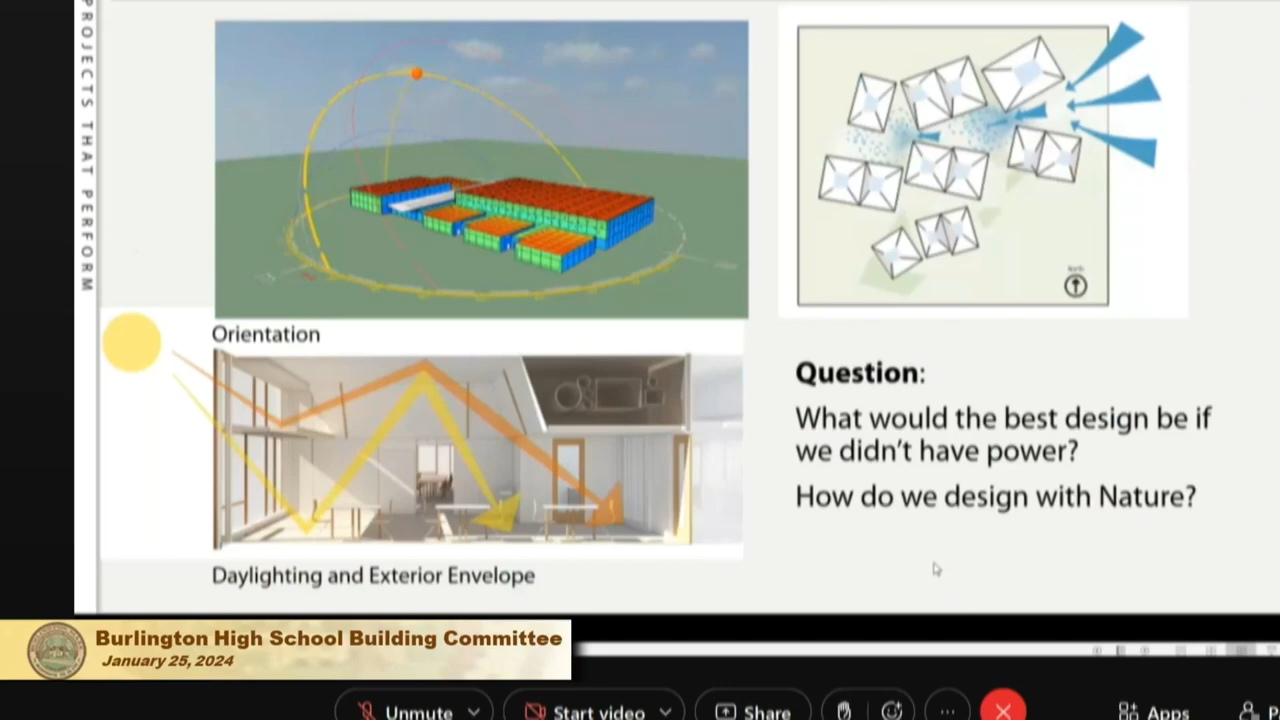 PROJECTS THAT PERFORM
North
Orientation
Question:
What would the best design be if
we didn't have power?
How do we design with Nature?
Daylighting and Exterior Envelope
Burlington High School Building Committee
January 25, 2024
Unmute
Start video
Share
Apps
P